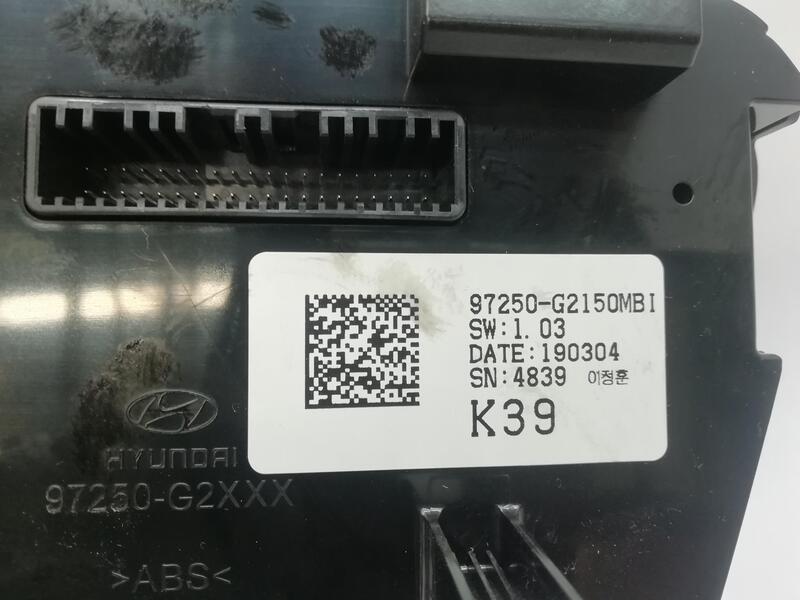 97250-G2150MBI
SW:1.03
DATE:190304
SN:4839 이정훈
K39
HYUNDAI
97250-G2XXX
>ABS<